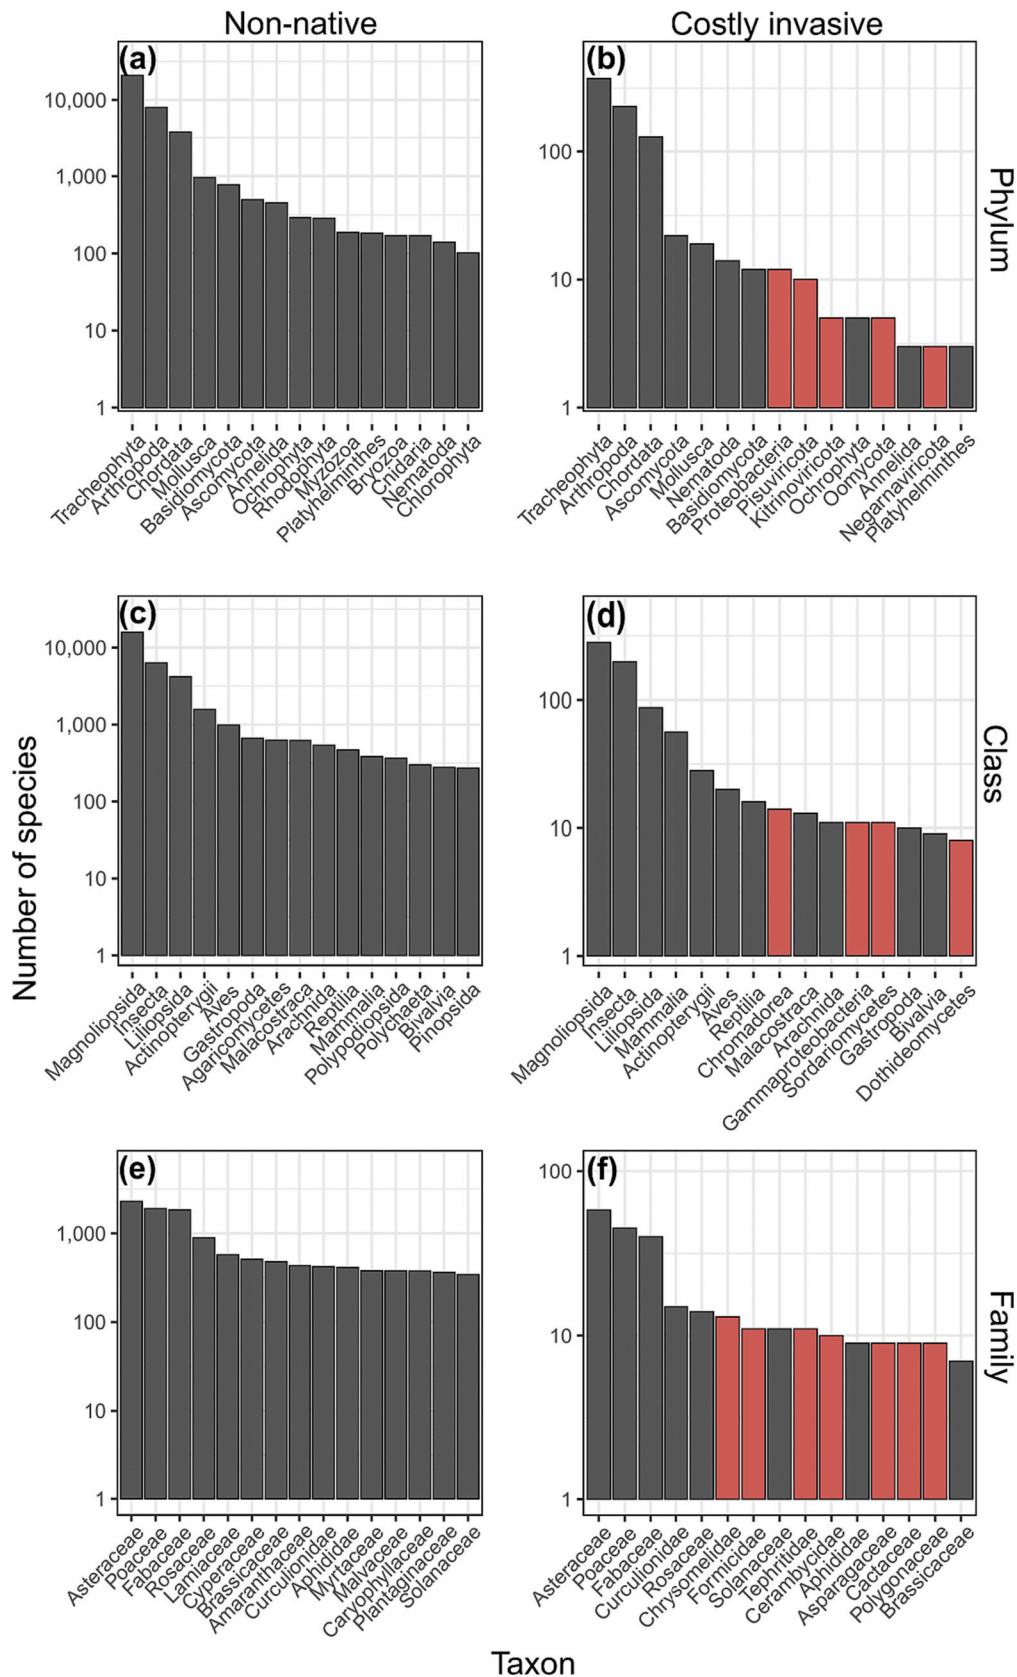 Non-native
Costly invasive
(a)
10,000
1,000
100
10
1
Tracheophyta
Arthropoda
Chordata
Mollusca
Basidiomycota
Ascomycota
Annelida
Ochrophyta
Rhodophyta
Myzozoa
Platyhelminthes
Bryozoa
Cnidaria
Nematoda
Chlorophyta
(b)
100
10
1
Tracheophyta
Arthropoda
Chordata
Ascomycota
Mollusca
Nematoda
Basidiomycota
Proteobacteria
Pisuviricota
Kitrinoviricota
Ochrophyta
Oomycota
Annelida
Negarnaviricota
Platyhelminthes
Phylum
Number of species
(c)
10,000
1,000
100
10
1
Magnoliopsida
Insecta
Liliopsida
Actinopterygii
Aves
Gastropoda
Agaricomycetes
Malacostraca
Arachnida
Reptilia
Mammalia
Polypodiopsida
Polychaeta
Bivalvia
Pinopsida
(d)
100
10
1
Magnoliopsida
Insecta
Liliopsida
Mammalia
Actinopterygii
Aves
Reptilia
Chromadorea
Malacostraca
Arachnida
Gammaproteobacteria
Sordariomycetes
Gastropoda
Bivalvia
Dothideomycetes
Class
(e)
1,000
100
10
1
Asteraceae
Poaceae
Fabaceae
Rosaceae
Lamiaceae
Cyperaceae
Brassicaceae
Amaranthaceae
Curculionidae
Aphididae
Myrtaceae
Malvaceae
Caryophyllaceae
Plantaginaceae
Solanaceae
(f)
100
10
1
Asteraceae
Poaceae
Fabaceae
Curculionidae
Rosaceae
Chrysomelidae
Formicidae
Solanaceae
Tephritidae
Cerambycidae
Aphididae
Asparagaceae
Cactaceae
Polygonaceae
Brassicaceae
Family
Taxon